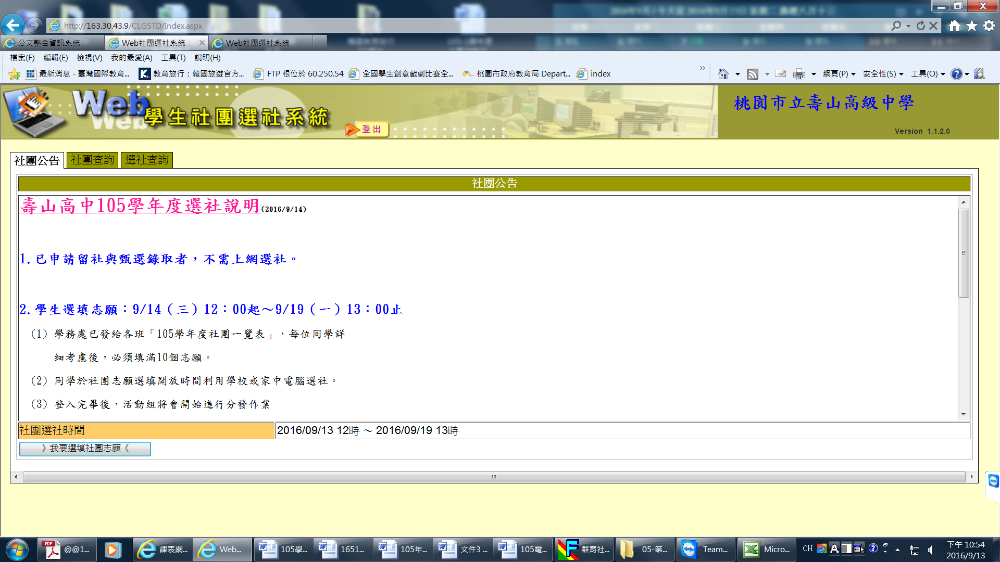 http://163.30.43.9/CLGSTD/Index.aspx
公文整合資訊系統
Web社團選社系統
Web社團選社系統
檔案(F) 編輯(E) 檢視(V) 我的最愛(A) 工具(T) 說明(H)
最新消息 - 臺灣國際教育... 教育旅行：韓國旅遊官方... FTP 根位於 60.250.54 全國學生創意戲劇比賽全... 桃園市政府教育局 Depart... index
網頁(P) 安全性(S) 工具(O)
Web學生社團選社系統
登出
桃園市立壽山高級中學
Version 1.1.2.0
社團公告 社團查詢 選社查詢
社團公告
壽山高中105學年度選社說明(2016/9/14)
1.已申請留社與甄選錄取者，不需上網選社。
2.學生選填志願：9/14（三）12：00起～9/19（一）13：00止
(1) 學務處已發給各班「105學年度社團一覽表」，每位同學詳
細考慮後，必須填滿10個志願。
(2) 同學於社團志願選填開放時間利用學校或家中電腦選社。
(3) 登入完畢後，活動組將會開始進行分發作業
社團選社時間 2016/09/13 12時 ～ 2016/09/19 13時
》我要選填社團志願《
@@1... 課表網... Web... 105學... 1651... 105年... 文件3 ... 105電... 群育社... 05-第... Team... Micro... CH
下午 10:54
2016/9/13